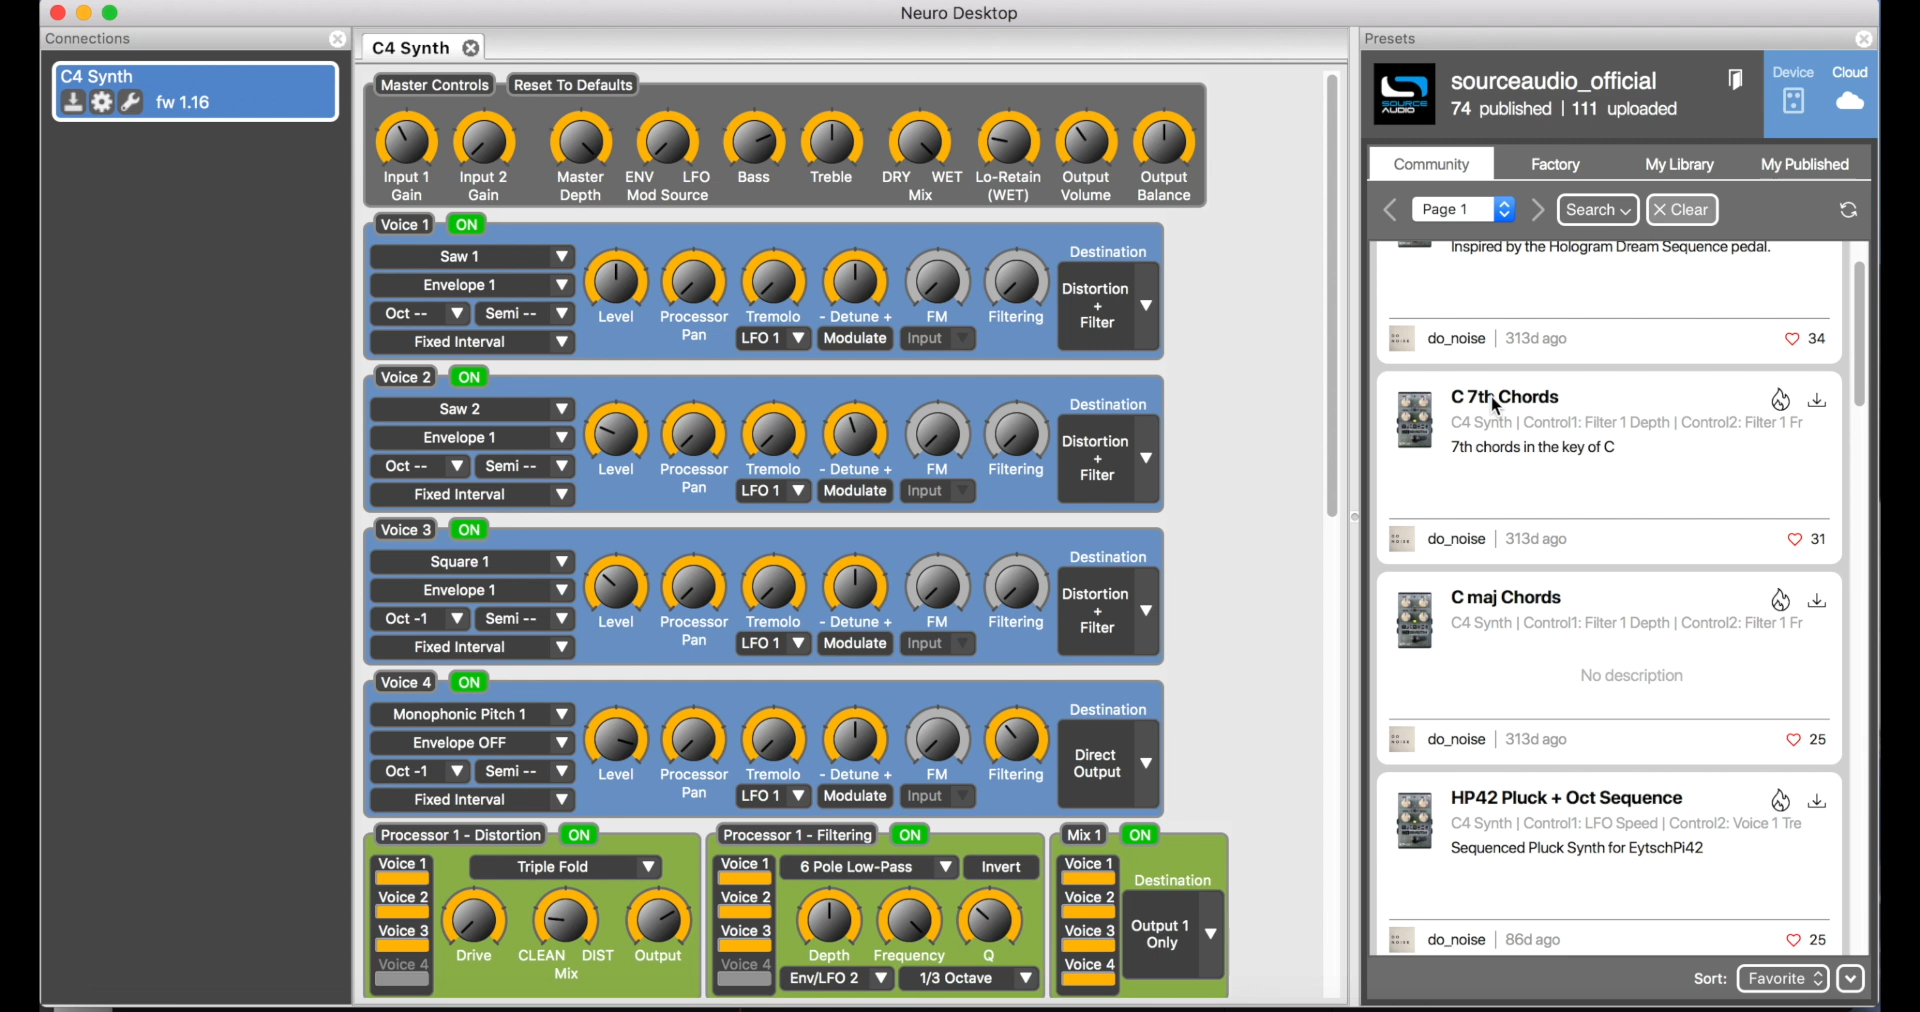 Neuro Desktop
Connections
C4 Synth
fw 1.16
C4 Synth
Master Controls
Reset To Defaults
Input 1 Gain
Input 2 Gain
Master Depth
ENV LFO
Mod Source
Bass
Treble
DRY WET
Mix
Lo-Retain (WET)
Output Volume
Output Balance
Voice 1 ON
Saw 1
Envelope 1
Oct -- Semi --
Fixed Interval
Level
Processor Pan
Tremolo
LFO 1
- Detune +
Modulate
FM
Input
Filtering
Destination
Distortion
+
Filter
Voice 2 ON
Saw 2
Envelope 1
Oct -- Semi --
Fixed Interval
Level
Processor Pan
Tremolo
LFO 1
- Detune +
Modulate
FM
Input
Filtering
Destination
Distortion
+
Filter
Voice 3 ON
Square 1
Envelope 1
Oct -1 Semi --
Fixed Interval
Level
Processor Pan
Tremolo
LFO 1
- Detune +
Modulate
FM
Input
Filtering
Destination
Distortion
+
Filter
Voice 4 ON
Monophonic Pitch 1
Envelope OFF
Oct -1 Semi --
Fixed Interval
Level
Processor Pan
Tremolo
LFO 1
- Detune +
Modulate
FM
Input
Filtering
Destination
Direct
Output
Processor 1 - Distortion ON
Voice 1
Voice 2
Voice 3
Voice 4
Triple Fold
Drive
CLEAN DIST
Mix
Output
Processor 1 - Filtering ON
Voice 1
Voice 2
Voice 3
Voice 4
6 Pole Low-Pass
Invert
Depth
Frequency
Q
Env/LFO 2
1/3 Octave
Mix 1 ON
Voice 1
Voice 2
Voice 3
Voice 4
Destination
Output 1
Only
Presets
SOURCE
AUDIO
sourceaudio_official
74 published | 111 uploaded
Device
Cloud
Community
Factory
My Library
My Published
Page 1
Search
Clear
Inspired by the Hologram Dream Sequence pedal.
do_noise | 313d ago
34
C 7th Chords
C4 Synth | Control1: Filter 1 Depth | Control2: Filter 1 Fr
7th chords in the key of C
do_noise | 313d ago
31
C maj Chords
C4 Synth | Control1: Filter 1 Depth | Control2: Filter 1 Fr
No description
do_noise | 313d ago
25
HP42 Pluck + Oct Sequence
C4 Synth | Control1: LFO Speed | Control2: Voice 1 Tre
Sequenced Pluck Synth for EytschPi42
do_noise | 86d ago
25
Sort: Favorite